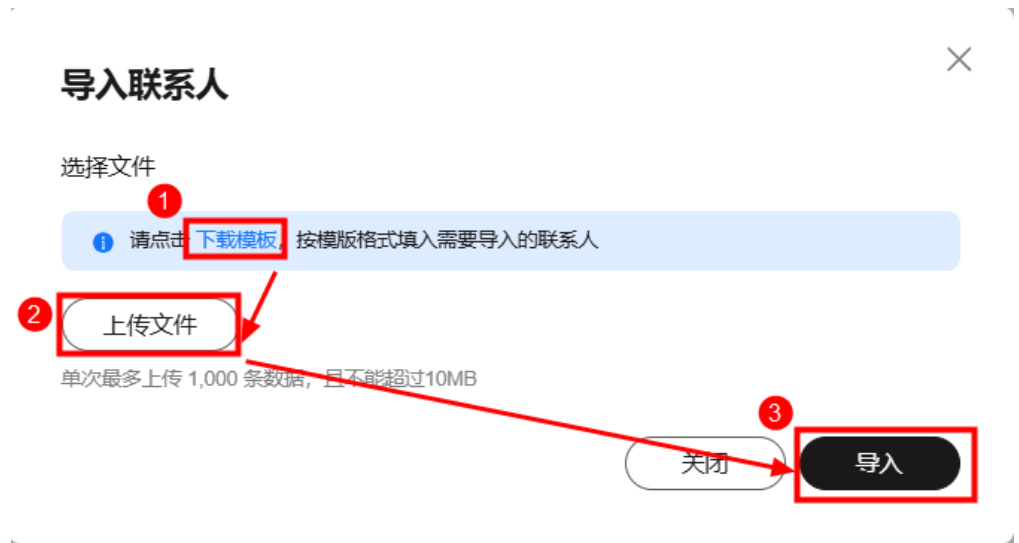 导入联系人
选择文件
1
请点击 下载模板，按模版格式填入需要导入的联系人
2
上传文件
单次最多上传 1,000 条数据，且不能超过10MB
3
关闭
导入